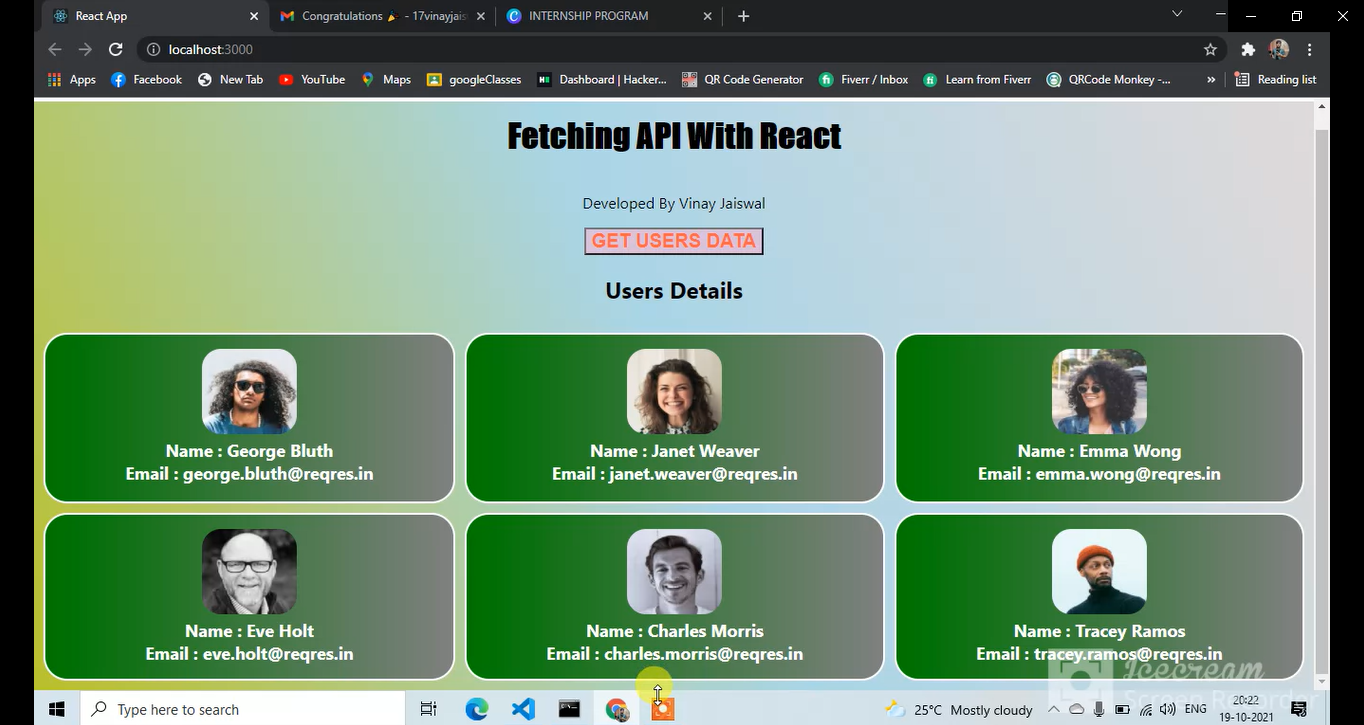 React App
Congratulations 🎉 - 17vinayjais
INTERNSHIP PROGRAM
localhost:3000
Apps
Facebook
New Tab
YouTube
Maps
googleClasses
Dashboard | Hacker...
QR Code Generator
Fiverr / Inbox
Learn from Fiverr
QRCode Monkey -...
»
Reading list
Fetching API With React
Developed By Vinay Jaiswal
GET USERS DATA
Users Details
Name : George Bluth
Email : george.bluth@reqres.in
Name : Janet Weaver
Email : janet.weaver@reqres.in
Name : Emma Wong
Email : emma.wong@reqres.in
Name : Eve Holt
Email : eve.holt@reqres.in
Name : Charles Morris
Email : charles.morris@reqres.in
Name : Tracey Ramos
Email : tracey.ramos@reqres.in
Icecream
Screen Recorder
Type here to search
25°C Mostly cloudy
ENG
20:22
19-10-2021